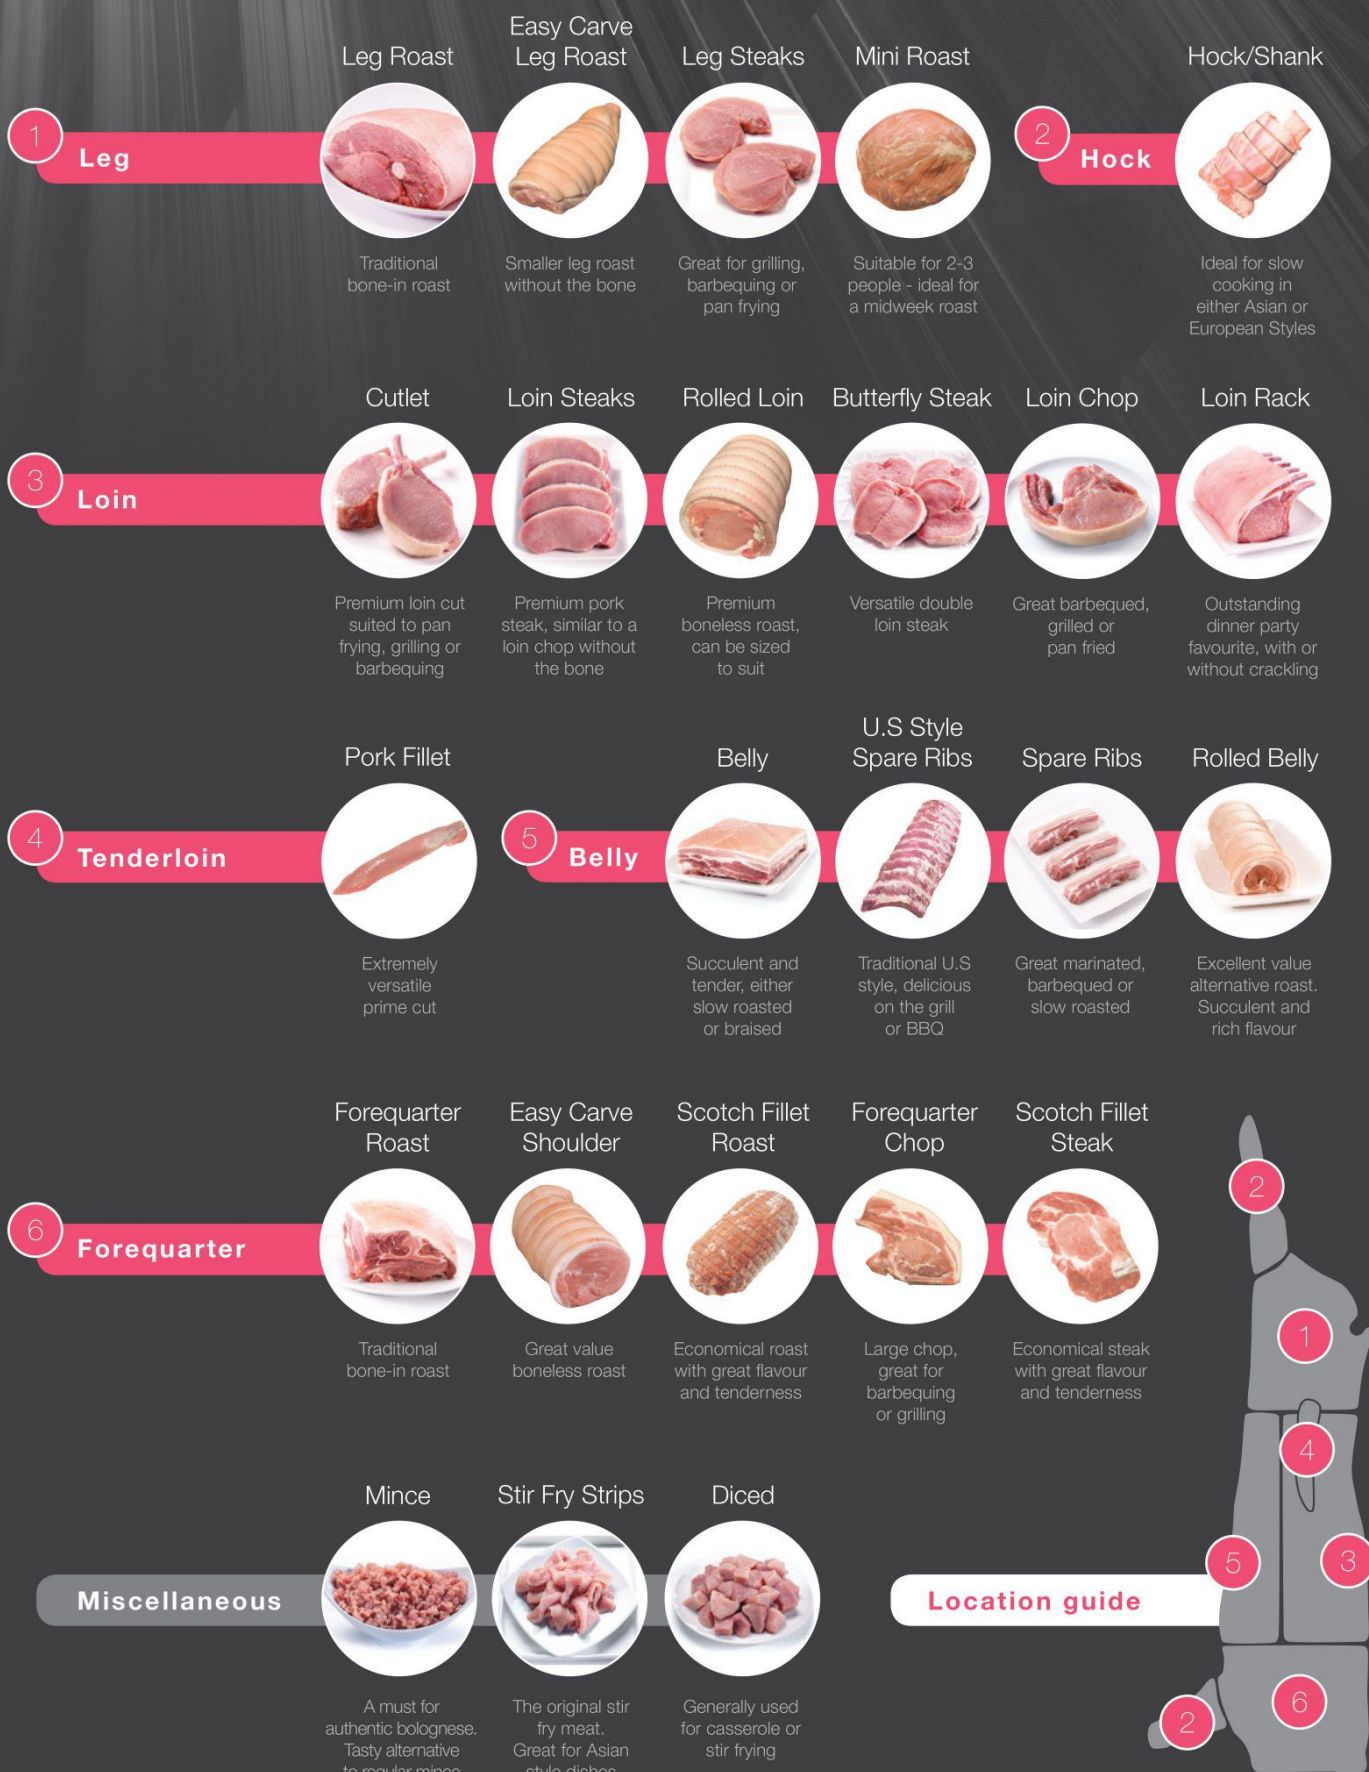 Leg Roast
Easy Carve
Leg Roast
Leg Steaks
Mini Roast
Hock/Shank
1
Leg
2
Hock
Traditional
bone-in roast
Smaller leg roast
without the bone
Great for grilling,
barbequing or
pan frying
Suitable for 2-3
people - ideal for
a midweek roast
Ideal for slow
cooking in
either Asian or
European Styles
Cutlet
Loin Steaks
Rolled Loin
Butterfly Steak
Loin Chop
Loin Rack
3
Loin
Premium loin cut
suited to pan
frying, grilling or
barbequing
Premium pork
steak, similar to a
loin chop without
the bone
Premium
boneless roast,
can be sized
to suit
Versatile double
loin steak
Great barbequed,
grilled or
pan fried
Outstanding
dinner party
favourite, with or
without crackling
Pork Fillet
Belly
U.S Style
Spare Ribs
Spare Ribs
Rolled Belly
4
Tenderloin
5
Belly
Extremely
versatile
prime cut
Succulent and
tender, either
slow roasted
or braised
Traditional U.S
style, delicious
on the grill
or BBQ
Great marinated,
barbequed or
slow roasted
Excellent value
alternative roast.
Succulent and
rich flavour
Forequarter
Roast
Easy Carve
Shoulder
Scotch Fillet
Roast
Forequarter
Chop
Scotch Fillet
Steak
6
Forequarter
Traditional
bone-in roast
Great value
boneless roast
Economical roast
with great flavour
and tenderness
Large chop,
great for
barbequing
or grilling
Economical steak
with great flavour
and tenderness
Mince
Stir Fry Strips
Diced
Miscellaneous
A must for
authentic bolognese.
Tasty alternative
to regular mince
The original stir
fry meat.
Great for Asian
style dishes
Generally used
for casserole or
stir frying
Location guide
2
1
4
5
3
6
2